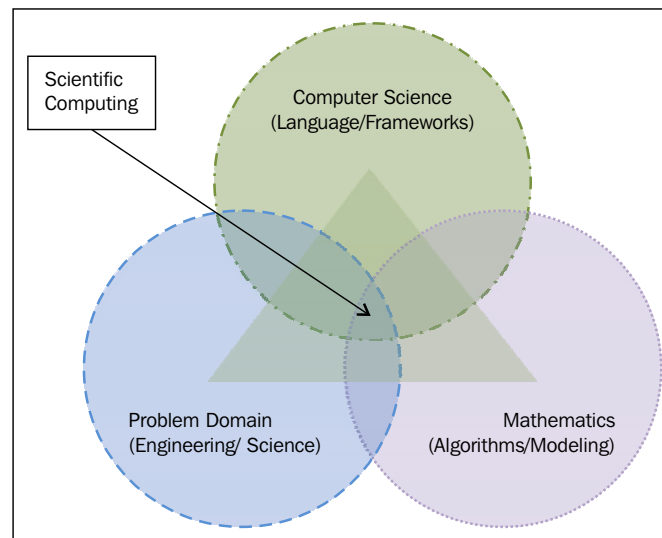 Scientific
Computing
Computer Science
(Language/Frameworks)
Problem Domain
(Engineering/ Science)
Mathematics
(Algorithms/Modeling)